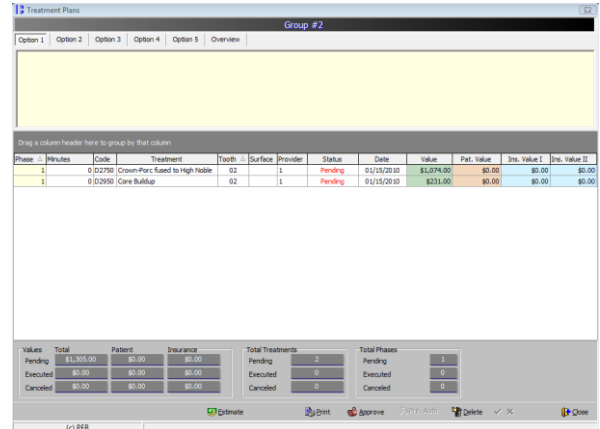 Treatment Plans
Group #2
Option 1 Option 2 Option 3 Option 4 Option 5 Overview
Drag a column header here to group by that column
Phase Minutes Code Treatment Tooth Surface Provider Status Date Value Pat. Value Ins. Value I Ins. Value II
1 0 D2750 Crown-Porc fused to High Noble 02 1 Pending 01/15/2010 $1,074.00 $0.00 $0.00 $0.00
1 0 D2950 Core Buildup 02 1 Pending 01/15/2010 $231.00 $0.00 $0.00 $0.00
Values Total Patient Insurance Total Treatments Total Phases
Pending $1,305.00 $0.00 $0.00 Pending 2 Pending 1
Executed $0.00 $0.00 $0.00 Executed 0 Executed 0
Canceled $0.00 $0.00 $0.00 Canceled 0 Canceled 0
Estimate Print Approve Pre. Auth Delete Close
(c) PFB